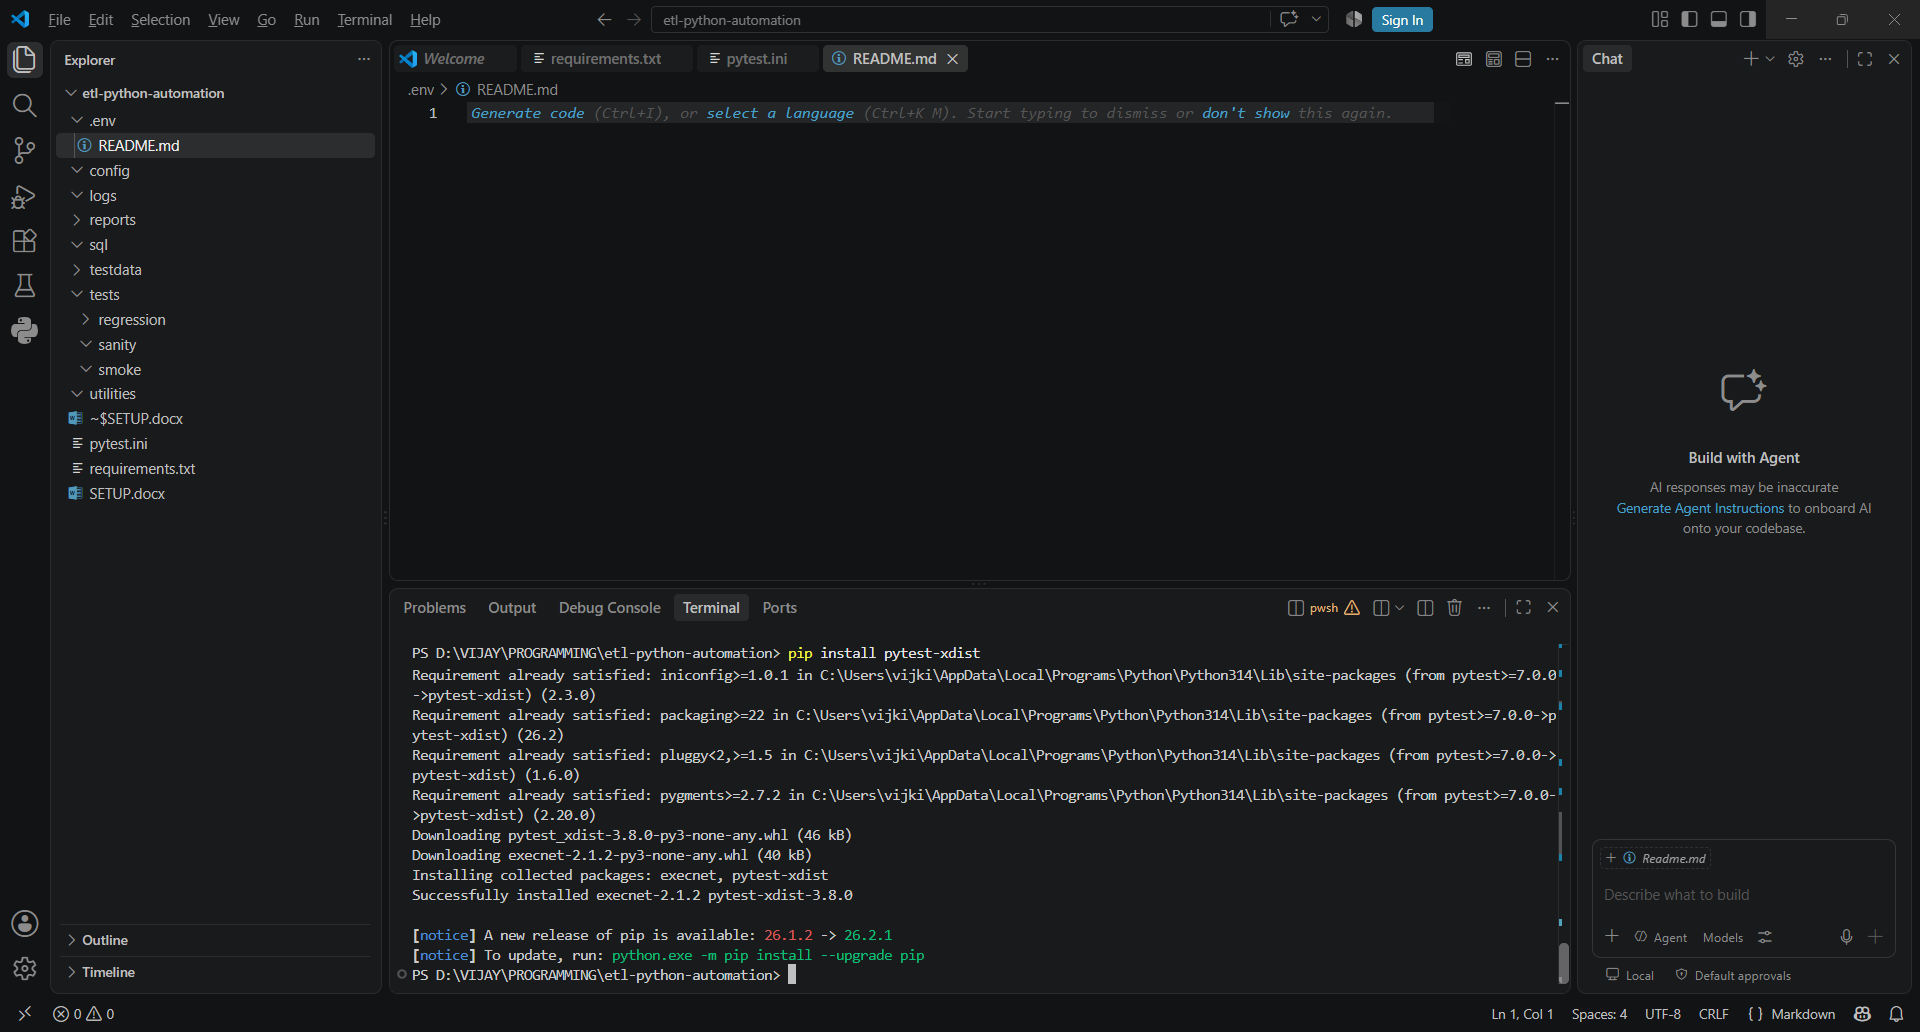 File Edit Selection View Go Run Terminal Help
etl-python-automation
Sign In
Explorer
etl-python-automation
.env
README.md
config
logs
reports
sql
testdata
tests
regression
sanity
smoke
utilities
~$SETUP.docx
pytest.ini
requirements.txt
SETUP.docx
Outline
Timeline
Welcome
requirements.txt
pytest.ini
README.md
.env > README.md
1
Generate code (Ctrl+I), or select a language (Ctrl+K M). Start typing to dismiss or don't show this again.
Problems Output Debug Console Terminal Ports
pwsh
PS D:\VIJAY\PROGRAMMING\etl-python-automation> pip install pytest-xdist
Requirement already satisfied: iniconfig>=1.0.1 in C:\Users\vijki\AppData\Local\Programs\Python\Python314\Lib\site-packages (from pytest>=7.0.0
->pytest-xdist) (2.3.0)
Requirement already satisfied: packaging>=22 in C:\Users\vijki\AppData\Local\Programs\Python\Python314\Lib\site-packages (from pytest>=7.0.0->p
ytest-xdist) (26.2)
Requirement already satisfied: pluggy<2,>=1.5 in C:\Users\vijki\AppData\Local\Programs\Python\Python314\Lib\site-packages (from pytest>=7.0.0->
pytest-xdist) (1.6.0)
Requirement already satisfied: pygments>=2.7.2 in C:\Users\vijki\AppData\Local\Programs\Python\Python314\Lib\site-packages (from pytest>=7.0.0-
>pytest-xdist) (2.20.0)
Downloading pytest_xdist-3.8.0-py3-none-any.whl (46 kB)
Downloading execnet-2.1.2-py3-none-any.whl (40 kB)
Installing collected packages: execnet, pytest-xdist
Successfully installed execnet-2.1.2 pytest-xdist-3.8.0
[notice] A new release of pip is available: 26.1.2 -> 26.2.1
[notice] To update, run: python.exe -m pip install --upgrade pip
PS D:\VIJAY\PROGRAMMING\etl-python-automation>
Chat
Build with Agent
AI responses may be inaccurate
Generate Agent Instructions to onboard AI
onto your codebase.
Readme.md
Describe what to build
Agent Models
Local Default approvals
0 0
Ln 1, Col 1 Spaces: 4 UTF-8 CRLF { } Markdown